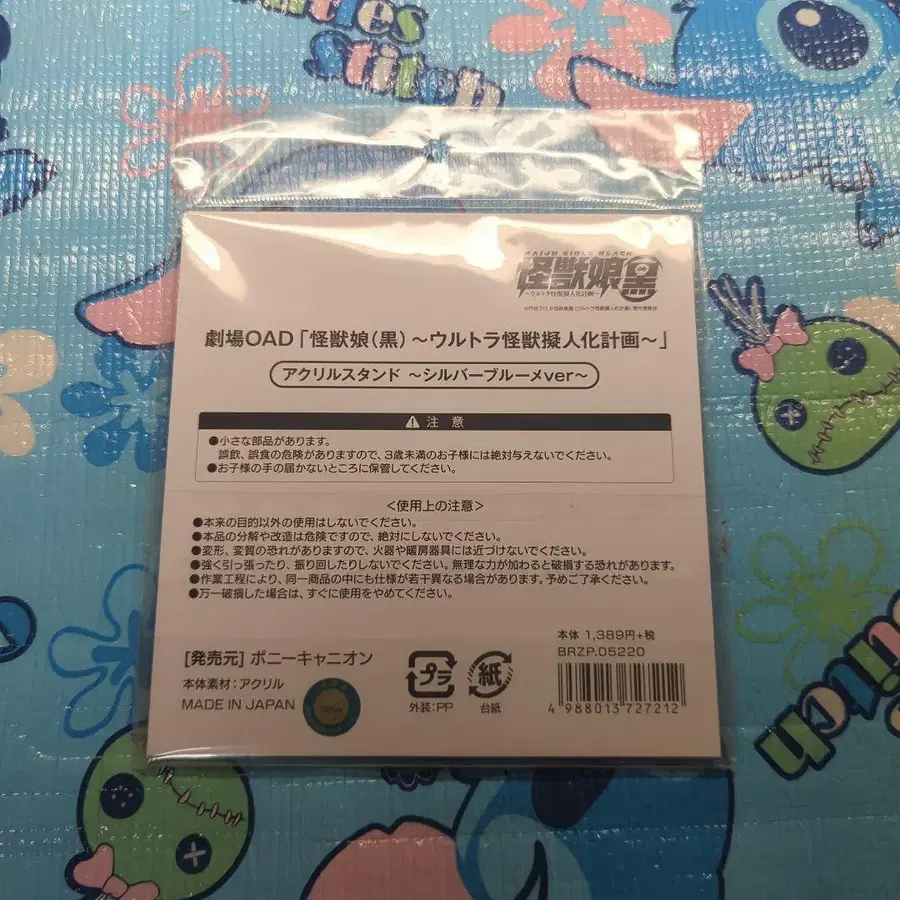 Stitch
KAIJU GIRLS BLACK
怪獣娘黒
～ウルトラ怪獣擬人化計画～
劇場OAD「怪獣娘（黒）～ウルトラ怪獣擬人化計画～」
アクリルスタンド ～シルバーブルーメver～
注 意
●小さな部品があります。
誤飲、誤食の危険がありますので、3歳未満のお子様には絶対与えないでください。
●お子様の手の届かないところに保管してください。
＜使用上の注意＞
●本来の目的以外の使用はしないでください。
●本品の分解や改造は危険ですので、絶対にしないでください。
●変形、変質の恐れがありますので、火器や暖房器具には近づけないでください。
●強く引っ張ったり、振り回したりしないでください。無理な力が加わると破損する恐れがあります。
●作業工程により、同一商品の中にも仕様が若干異なる場合があります。予めご了承ください。
●万一破損した場合は、すぐに使用をやめてください。
本体 1,389円+税
BRZP.05220
4 988013 727212
[発売元] ポニーキャニオン
本体素材：アクリル
MADE IN JAPAN
プラ
外装：PP
紙
台紙
titch